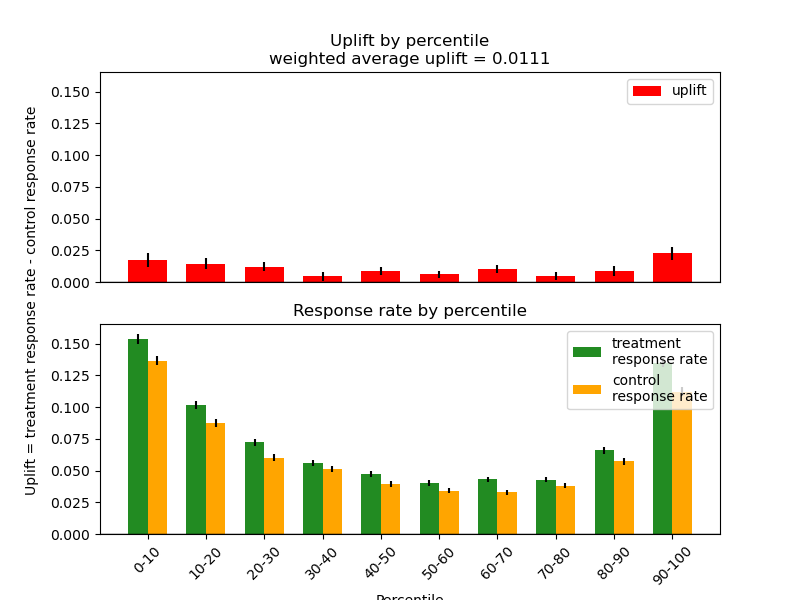 Uplift by percentile
weighted average uplift = 0.0111
uplift
0.150
0.125
0.100
0.075
0.050
0.025
0.000
Uplift = treatment response rate - control response rate
Response rate by percentile
treatment
response rate
control
response rate
0.150
0.125
0.100
0.075
0.050
0.025
0.000
0-10
10-20
20-30
30-40
40-50
50-60
60-70
70-80
80-90
90-100
Percentile